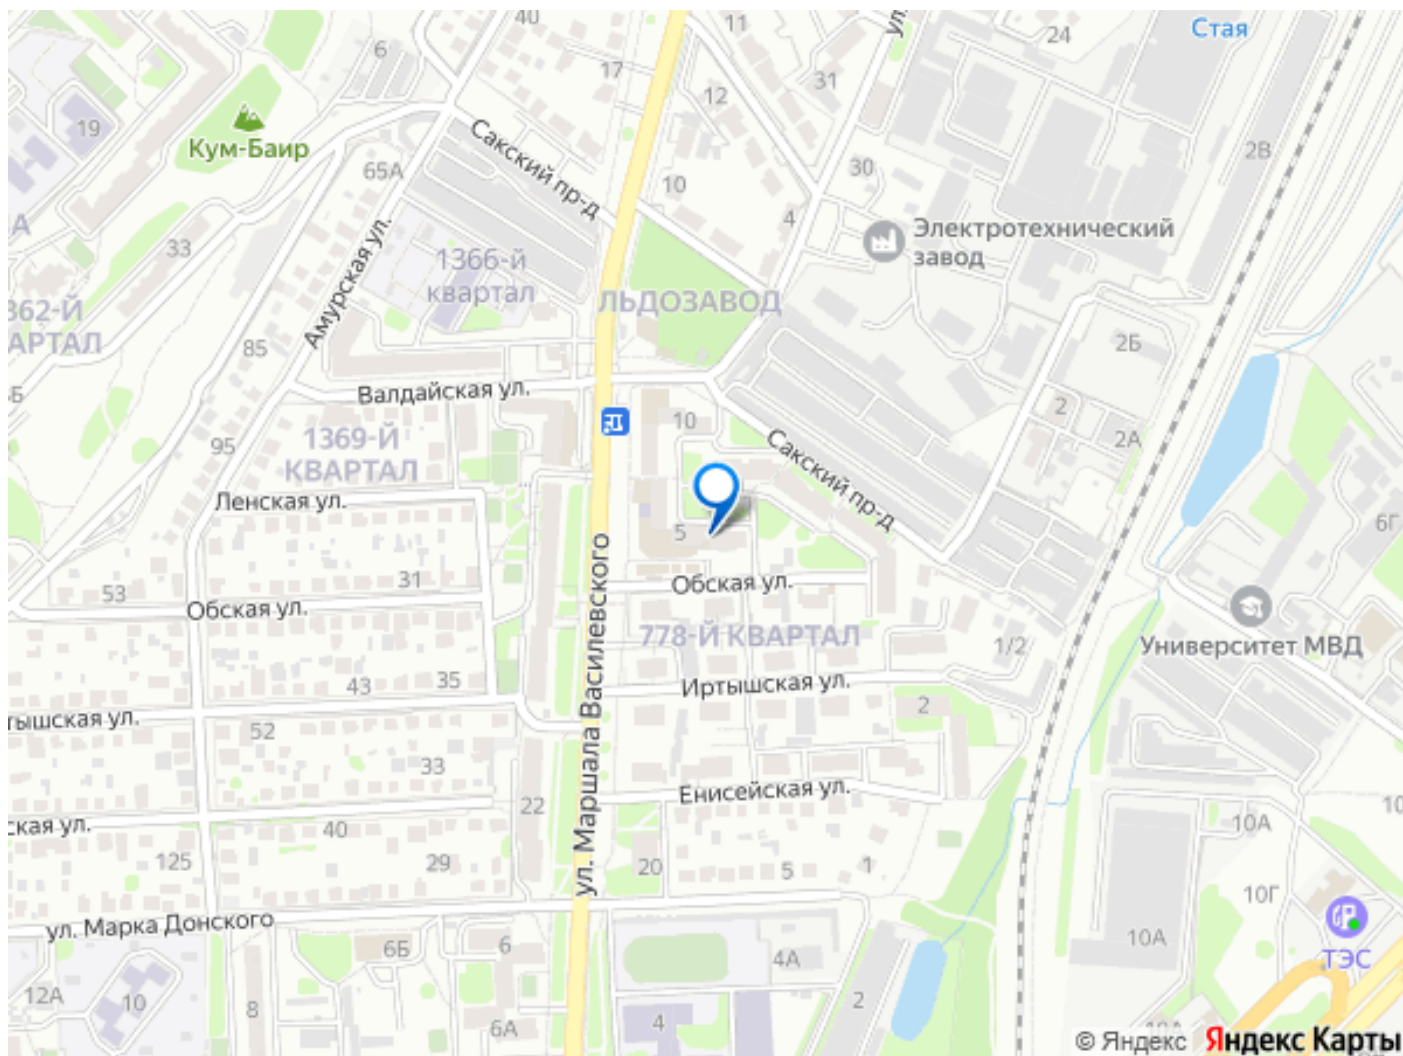 40
11
ул.
24
Стая
6
17
31
12
19
Кум-Баир
Сакский пр-д
2В
65А
10
30
А
33
Амурская ул.
4
Электротехнический
завод
1366-й
квартал
ЛЬДОЗАВОД
362-Й
АРТАЛ
85
2Б
Б
Валдайская ул.
2
10
95
1369-Й
КВАРТАЛ
2А
Сакский пр-д
Ленская ул.
6Г
5
53
31
Обская ул.
Обская ул.
ул. Маршала Василевского
778-Й КВАРТАЛ
1/2
Университет МВД
43
35
Иртышская ул.
тышская ул.
52
2
33
Енисейская ул.
22
ская ул.
40
10А
10
125
29
20
5
1
10Г
ул. Марка Донского
6Б
6
4А
10А
ТЭС
12А
10
8
6А
4
2
© Яндекс Яндекс Карты